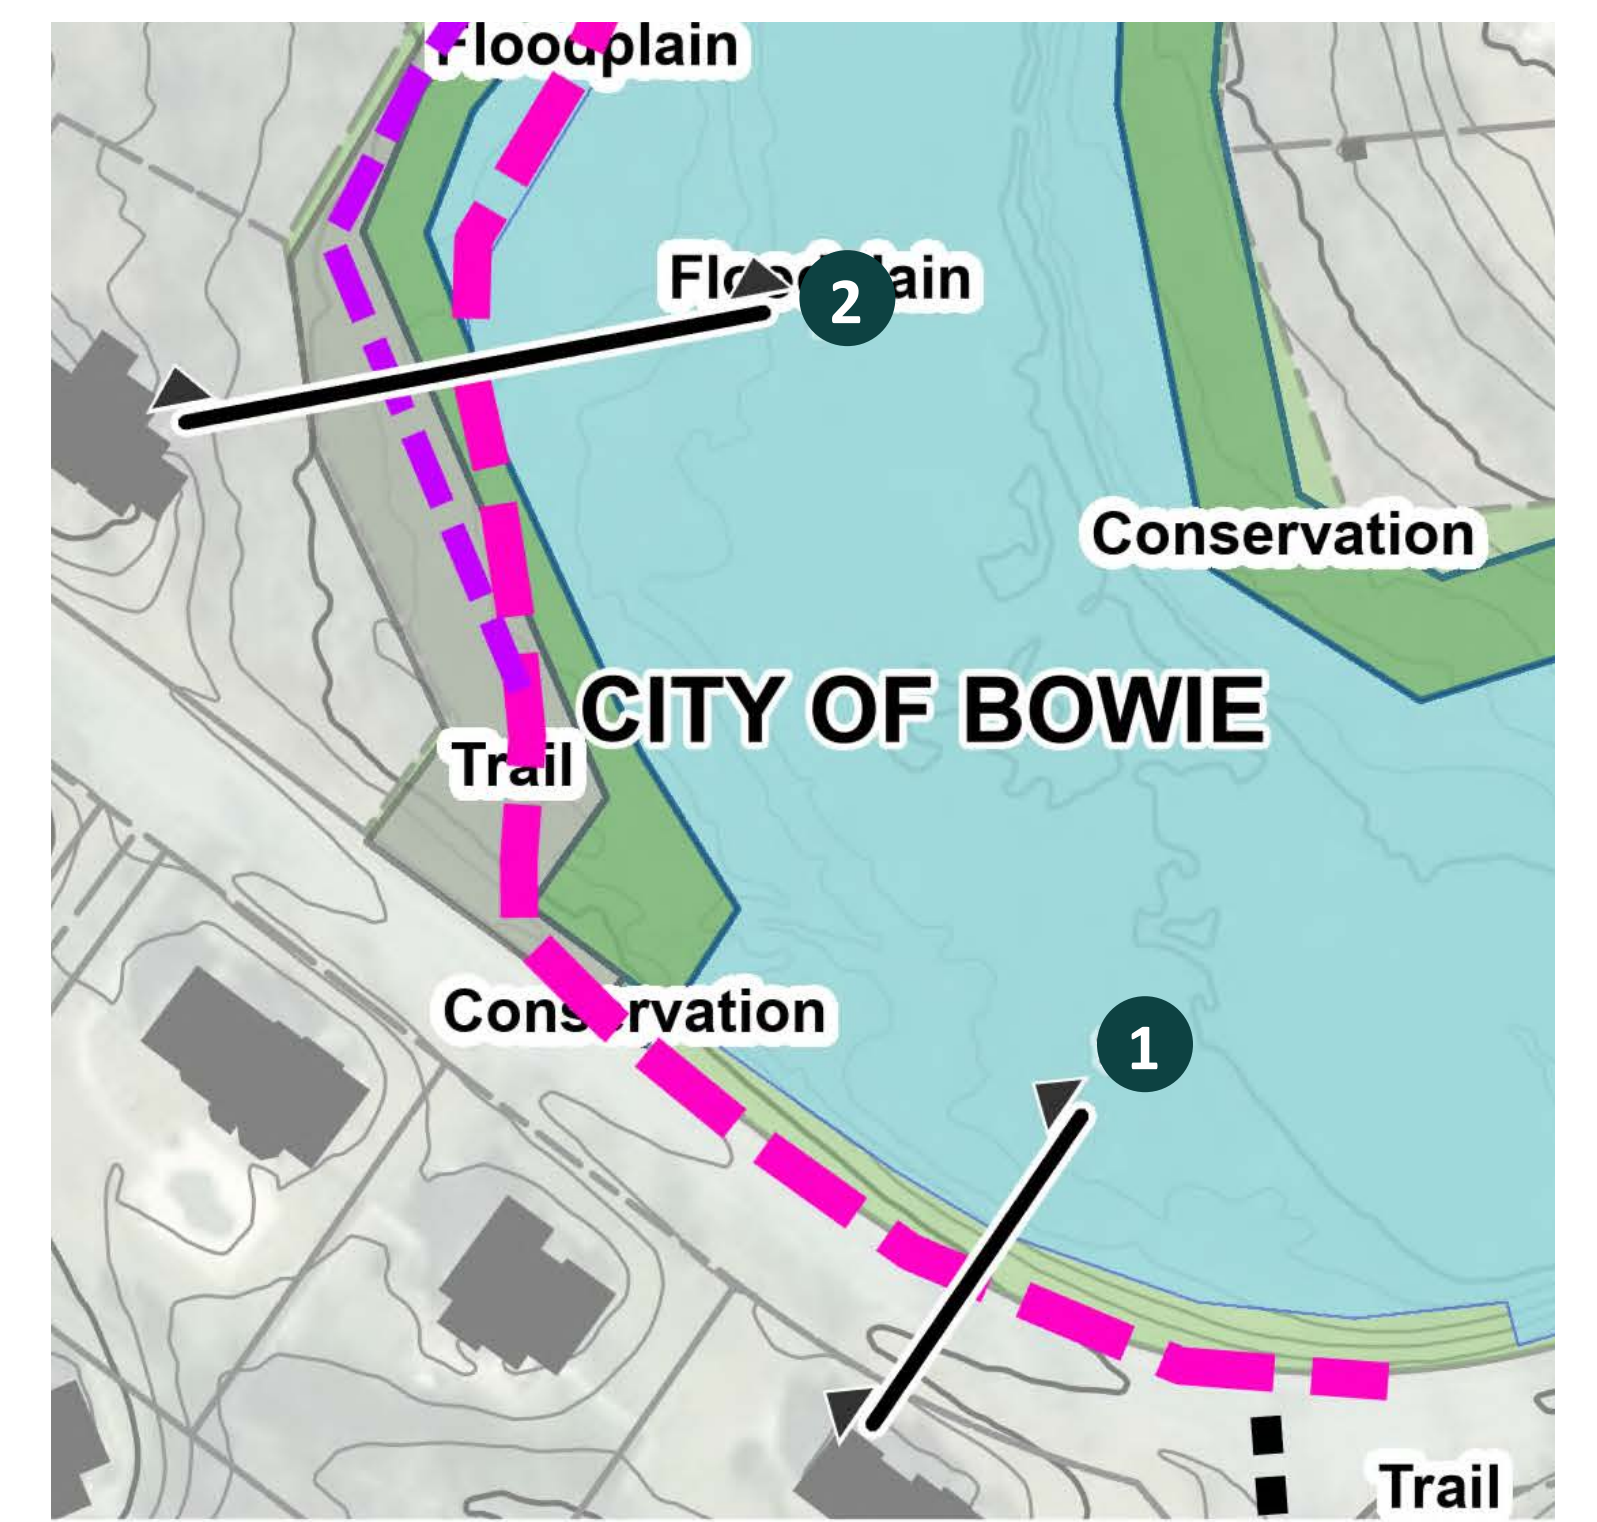 Floodplain
Floodplain
2
Conservation
CITY OF BOWIE
Trail
Conservation
1
Trail